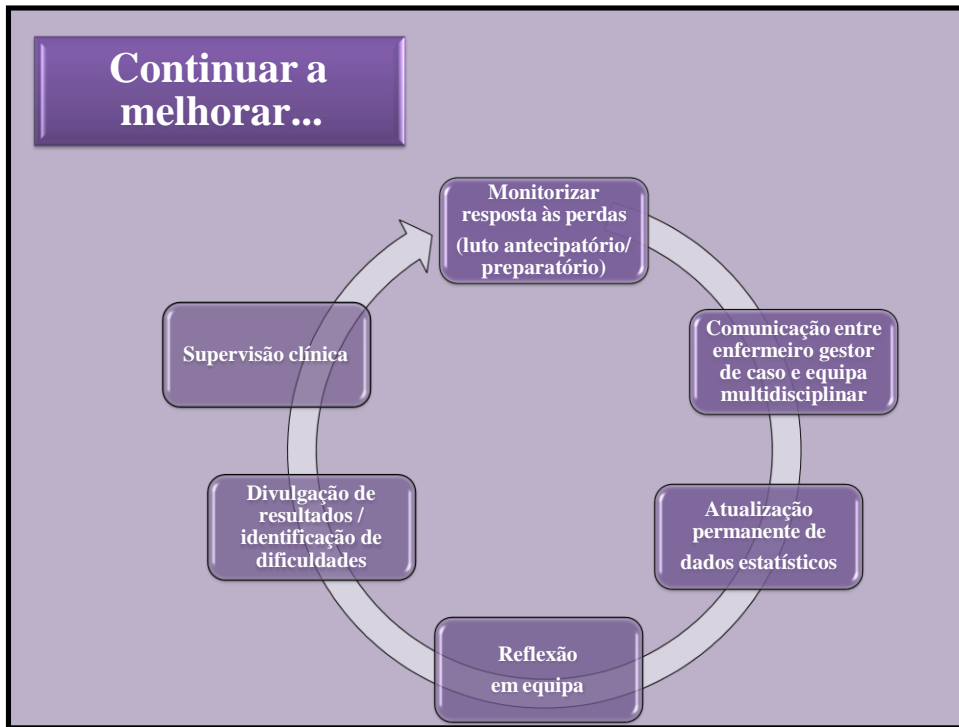 Continuar a
melhorar...
Monitorizar
resposta às perdas
(luto antecipatório/
preparatório)
Comunicação entre
enfermeiro gestor
de caso e equipa
multidisciplinar
Atualização
permanente de
dados estatísticos
Reflexão
em equipa
Divulgação de
resultados /
identificação de
dificuldades
Supervisão clínica